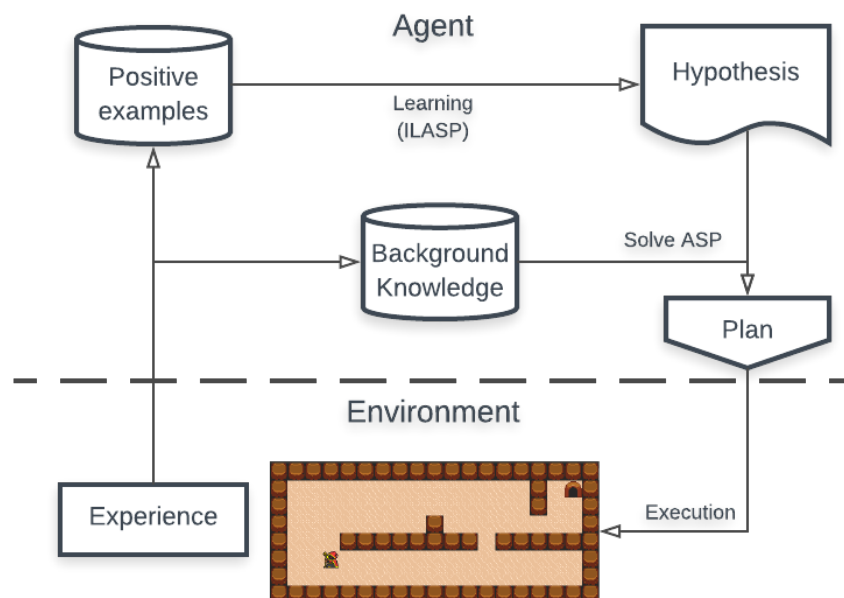 Agent
Positive
examples
Learning
(ILASP)
Hypothesis
Background
Knowledge
Solve ASP
Plan
Environment
Experience
Execution